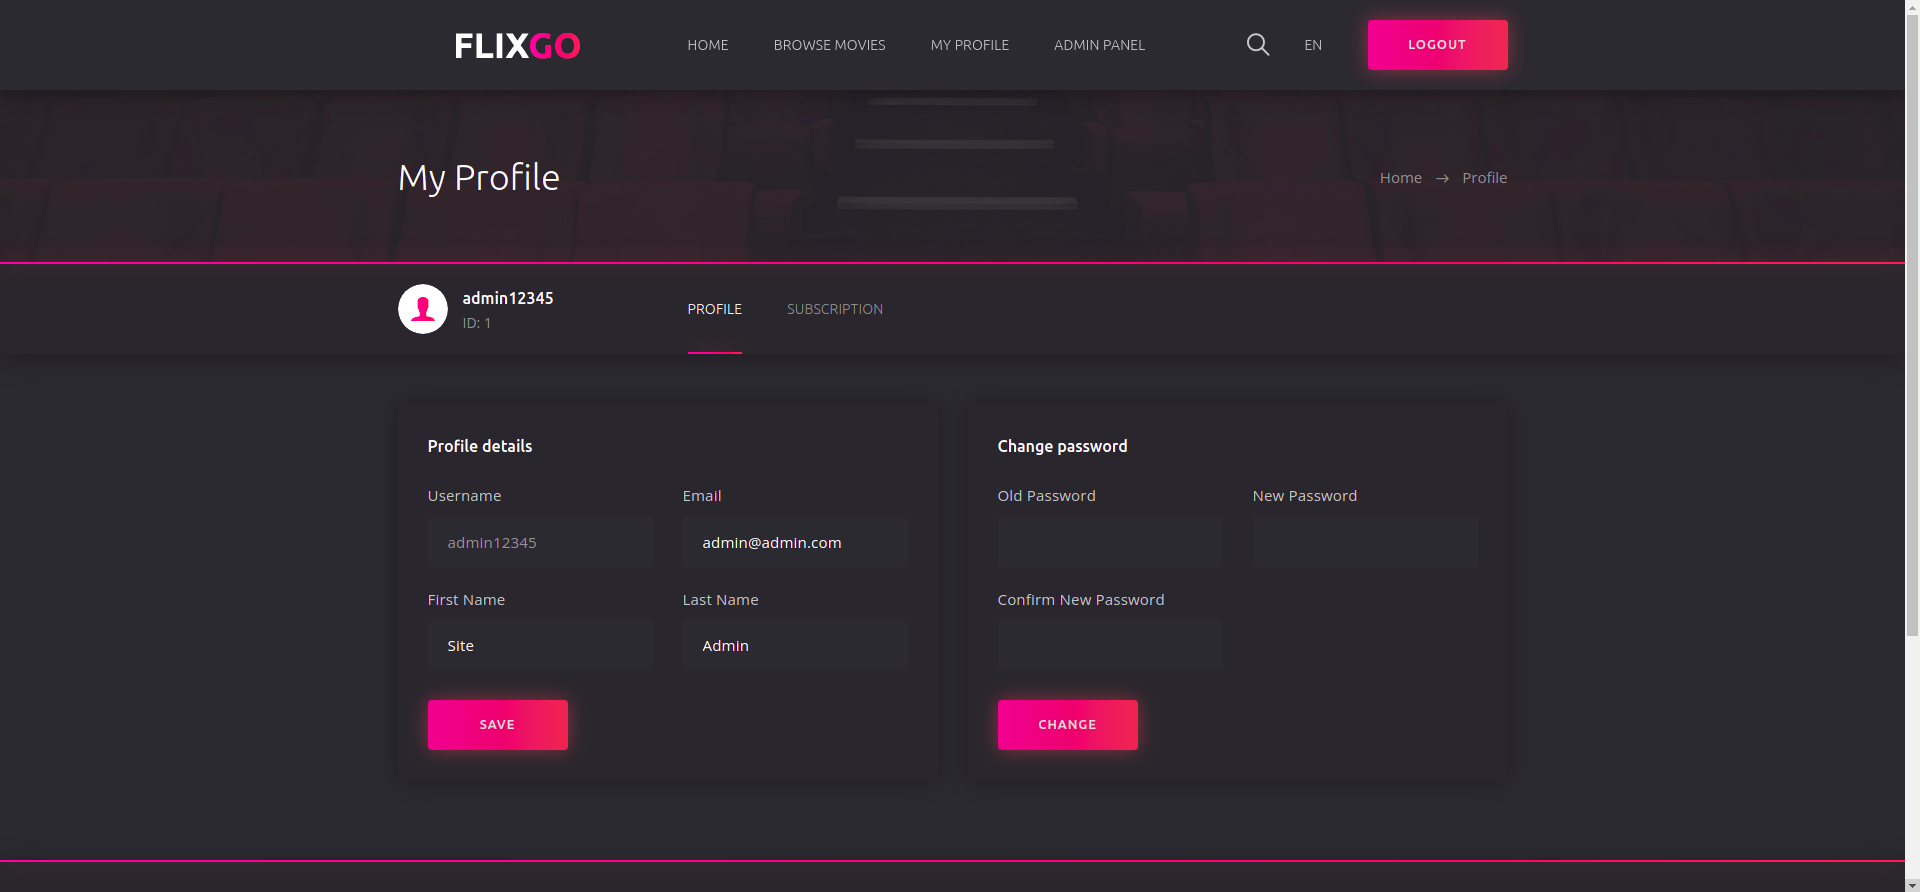 FLIXGO
HOME
BROWSE MOVIES
MY PROFILE
ADMIN PANEL
EN
LOGOUT
My Profile
Home → Profile
admin12345
ID: 1
PROFILE
SUBSCRIPTION
Profile details
Username
Email
admin12345
admin@admin.com
First Name
Last Name
Site
Admin
SAVE
Change password
Old Password
New Password
Confirm New Password
CHANGE